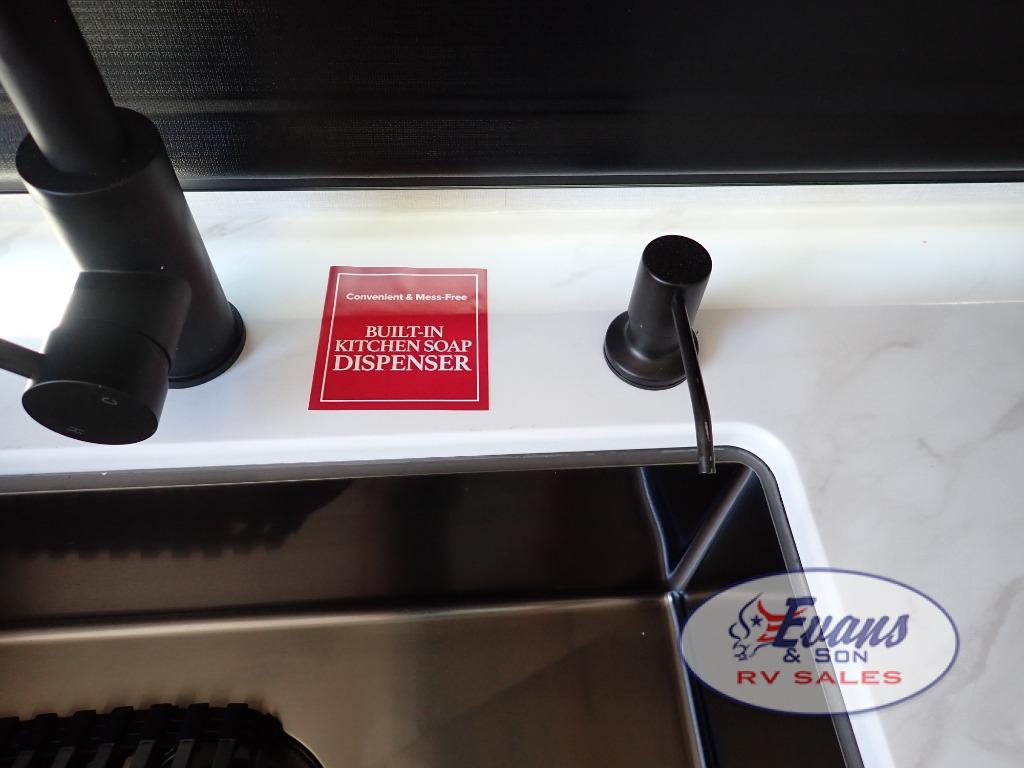 Convenient & Mess-Free
BUILT-IN
KITCHEN SOAP
DISPENSER
C
H
Evans
& SON
RV SALES